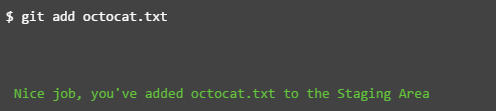 $ git add octocat.txt
Nice job, you've added octocat.txt to the Staging Area